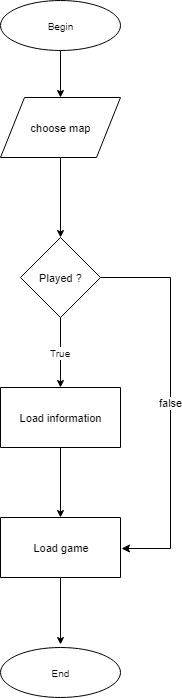 Begin
choose map
Played ?
True
Load information
false
Load game
End